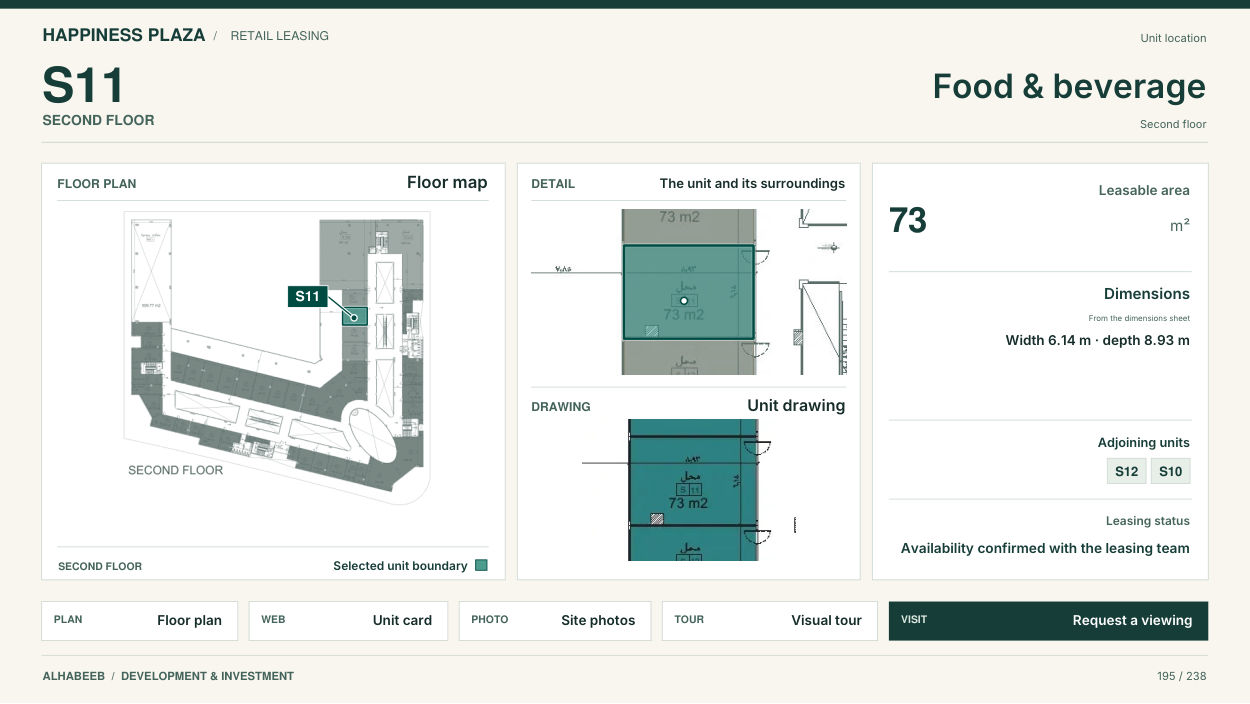 HAPPINESS PLAZA / RETAIL LEASING
Unit location
S11
Food & beverage
SECOND FLOOR
Second floor
FLOOR PLAN
Floor map
S11
SECOND FLOOR
SECOND FLOOR
Selected unit boundary
DETAIL
The unit and its surroundings
73 m2
محل
73 m2
محل
DRAWING
Unit drawing
محل
S 11
73 m2
محل
Leasable area
73 m²
Dimensions
From the dimensions sheet
Width 6.14 m · depth 8.93 m
Adjoining units
S12 S10
Leasing status
Availability confirmed with the leasing team
PLAN Floor plan
WEB Unit card
PHOTO Site photos
TOUR Visual tour
VISIT Request a viewing
ALHABEEB / DEVELOPMENT & INVESTMENT
195 / 238